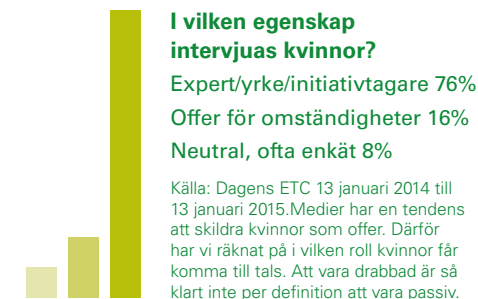 I vilken egenskap
intervjuas kvinnor?
Expert/yrke/initiativtagare 76%
Offer för omständigheter 16%
Neutral, ofta enkät 8%
Källa: Dagens ETC 13 januari 2014 till
13 januari 2015.Medier har en tendens
att skildra kvinnor som offer. Därför
har vi räknat på i vilken roll kvinnor får
komma till tals. Att vara drabbad är så
klart inte per definition att vara passiv.